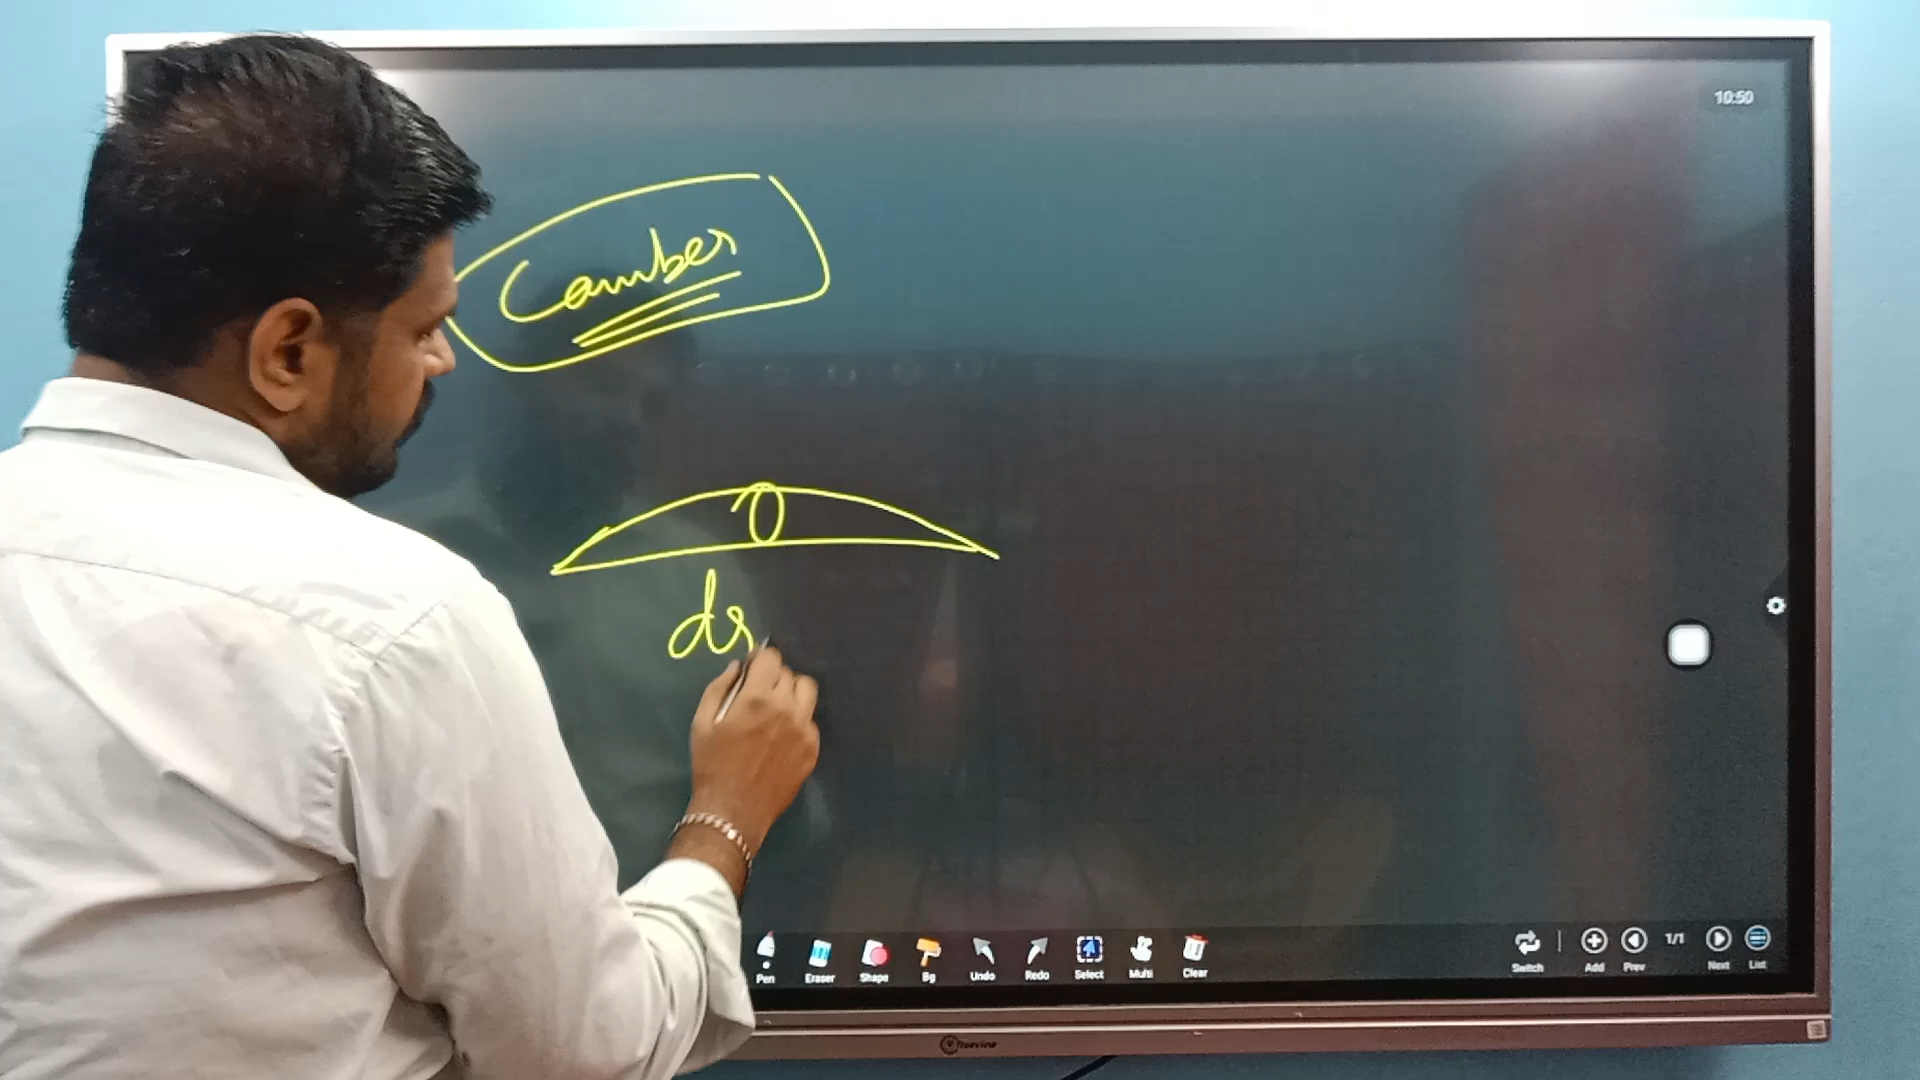 10:50
Camber
ds
Pen Eraser Shape Bg Undo Redo Select Multi Clear
Switch Add Prev 1/1 Next List